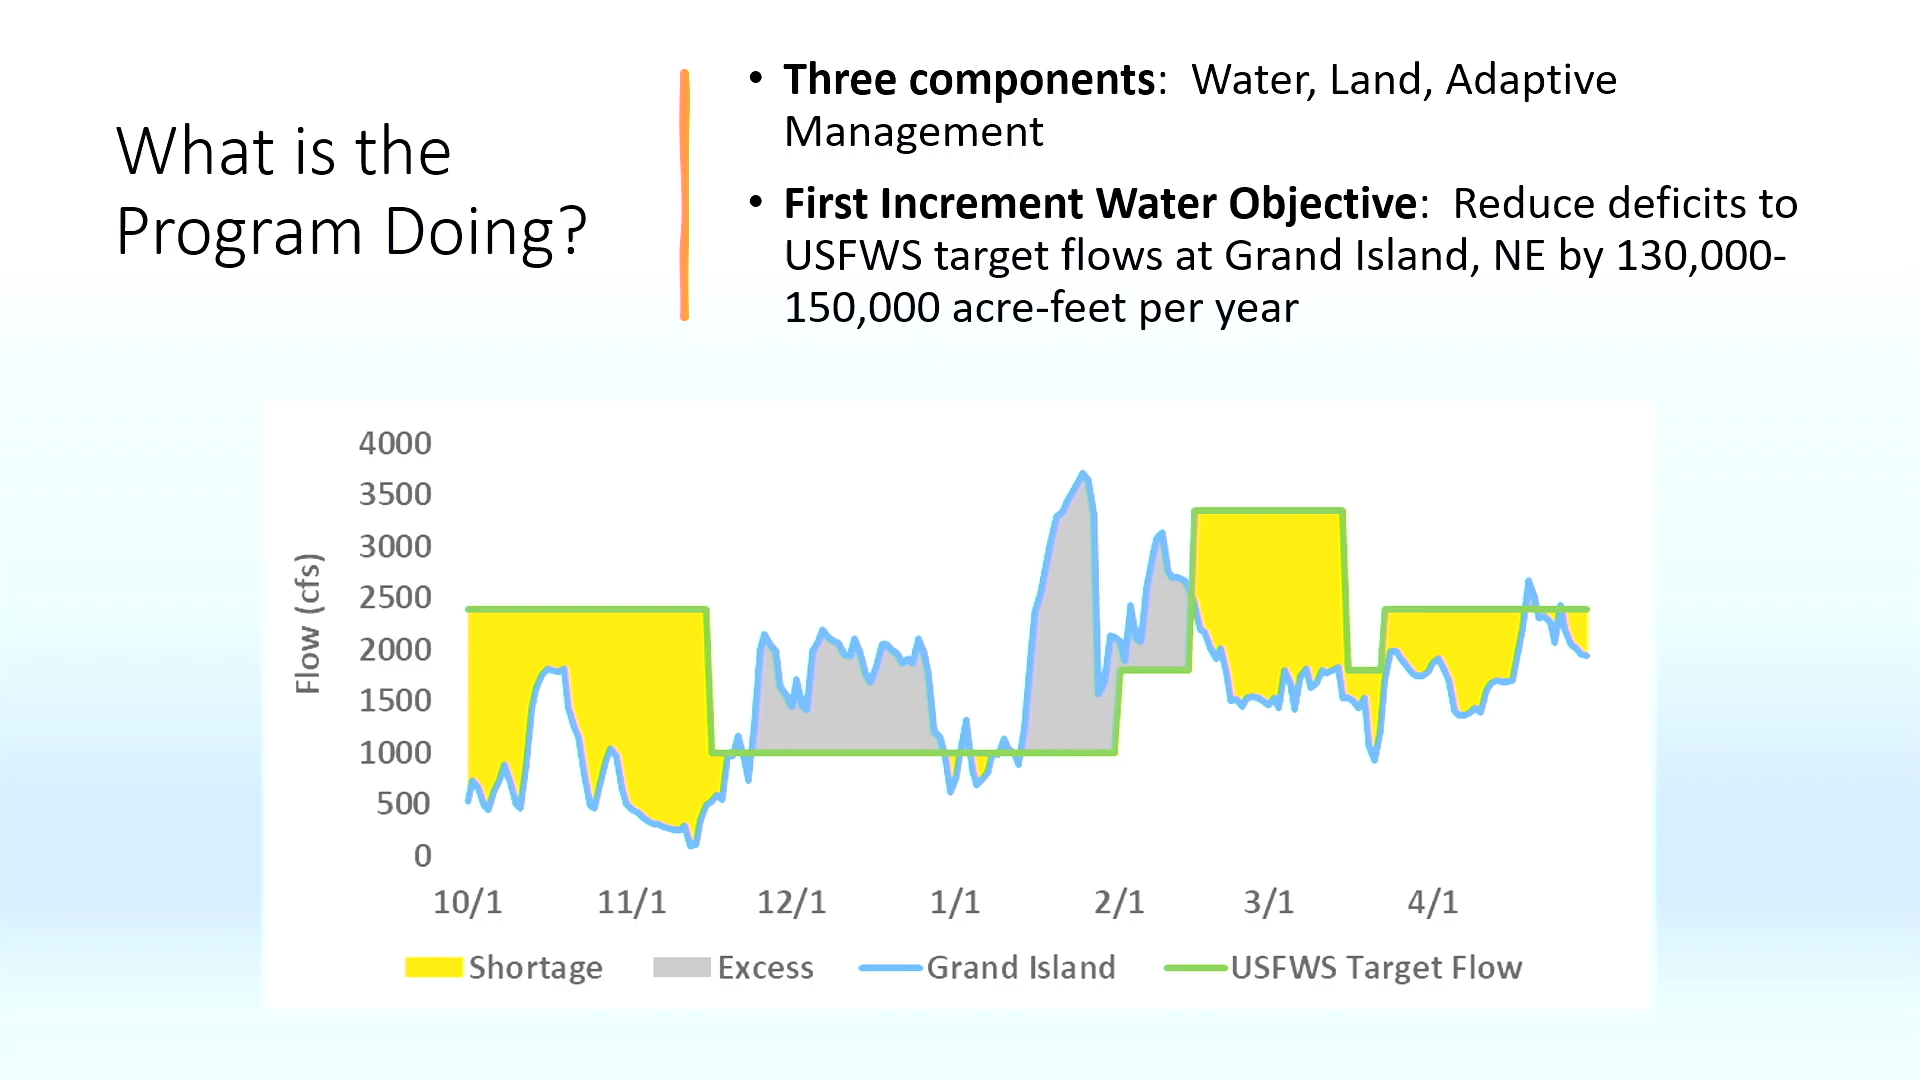 What is the
Program Doing?
• Three components: Water, Land, Adaptive
Management
• First Increment Water Objective: Reduce deficits to
USFWS target flows at Grand Island, NE by 130,000-
150,000 acre-feet per year
Flow (cfs)
4000
3500
3000
2500
2000
1500
1000
500
0
10/1 11/1 12/1 1/1 2/1 3/1 4/1
Shortage Excess Grand Island USFWS Target Flow